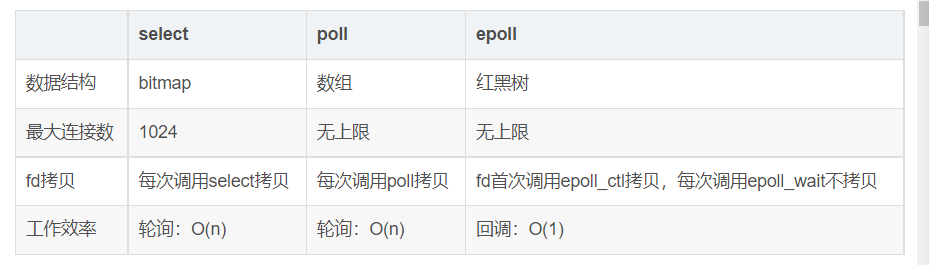 select poll epoll
数据结构 bitmap 数组 红黑树
最大连接数 1024 无上限 无上限
fd拷贝 每次调用select拷贝 每次调用poll拷贝 fd首次调用epoll_ctl拷贝，每次调用epoll_wait不拷贝
工作效率 轮询：O(n) 轮询：O(n) 回调：O(1)